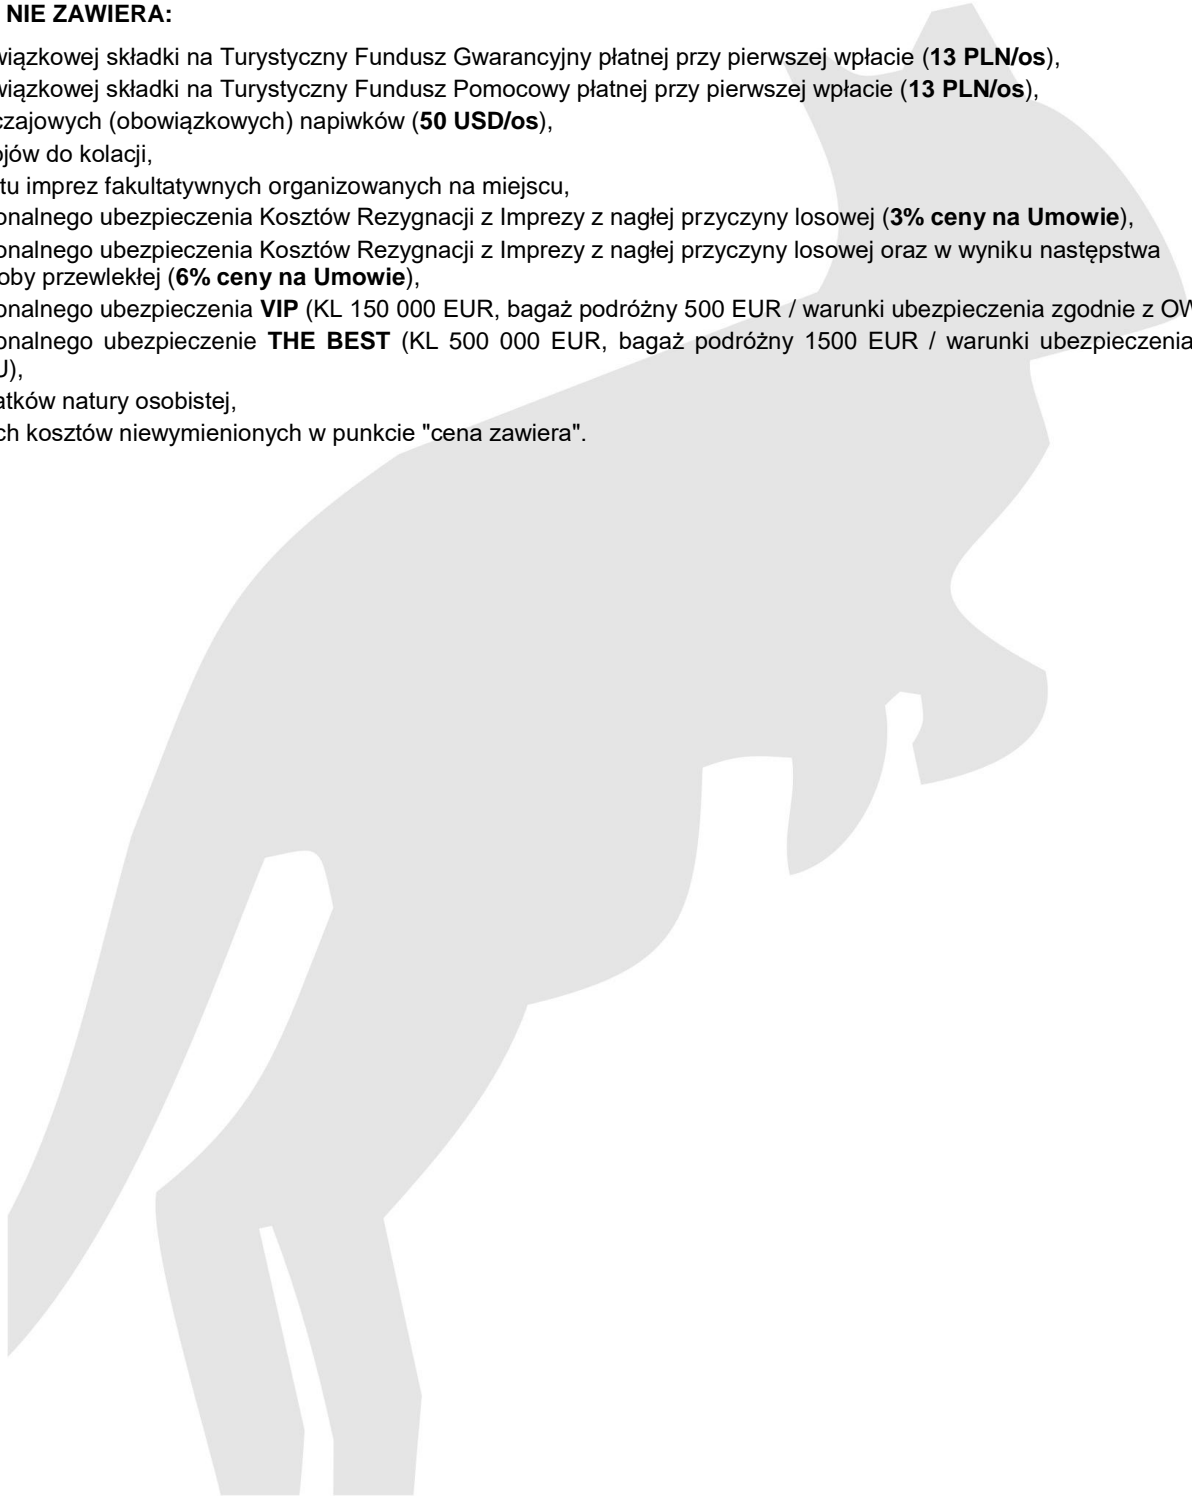 NIE ZAWIERA:
wiązkowej składki na Turystyczny Fundusz Gwarancyjny płatnej przy pierwszej wpłacie (13 PLN/os),
wiązkowej składki na Turystyczny Fundusz Pomocowy płatnej przy pierwszej wpłacie (13 PLN/os),
czajowych (obowiązkowych) napiwków (50 USD/os),
ojów do kolacji,
tu imprez fakultatywnych organizowanych na miejscu,
onalnego ubezpieczenia Kosztów Rezygnacji z Imprezy z nagłej przyczyny losowej (3% ceny na Umowie),
onalnego ubezpieczenia Kosztów Rezygnacji z Imprezy z nagłej przyczyny losowej oraz w wyniku następstwa
oby przewlekłej (6% ceny na Umowie),
onalnego ubezpieczenia VIP (KL 150 000 EUR, bagaż podróżny 500 EUR / warunki ubezpieczenia zgodnie z OW
onalnego ubezpieczenie THE BEST (KL 500 000 EUR, bagaż podróżny 1500 EUR / warunki ubezpieczenia
U),
atków natury osobistej,
ch kosztów niewymienionych w punkcie "cena zawiera".